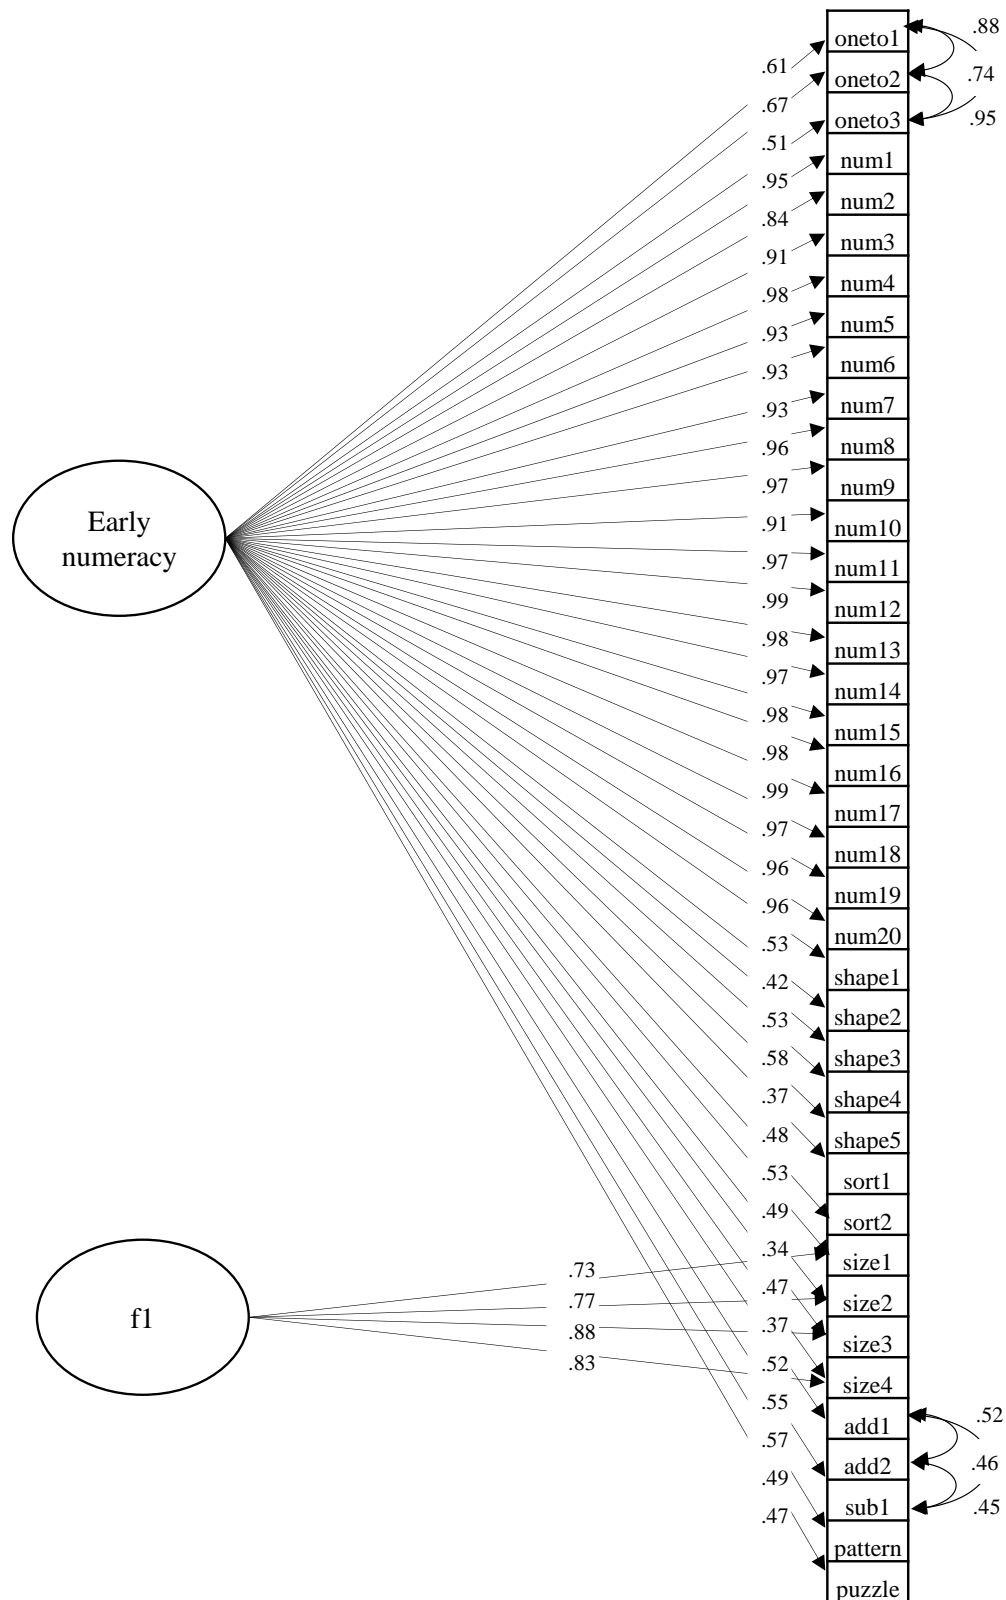 Early
numeracy
f1
.61
.67
.51
.95
.84
.91
.98
.93
.93
.93
.96
.97
.91
.97
.99
.98
.97
.98
.98
.99
.97
.96
.96
.53
.42
.53
.58
.37
.48
.53
.49
.34
.47
.37
.52
.55
.57
.49
.47
.73
.77
.88
.83
oneto1
oneto2
oneto3
num1
num2
num3
num4
num5
num6
num7
num8
num9
num10
num11
num12
num13
num14
num15
num16
num17
num18
num19
num20
shape1
shape2
shape3
shape4
shape5
sort1
sort2
size1
size2
size3
size4
add1
add2
sub1
pattern
puzzle
.88
.74
.95
.52
.46
.45